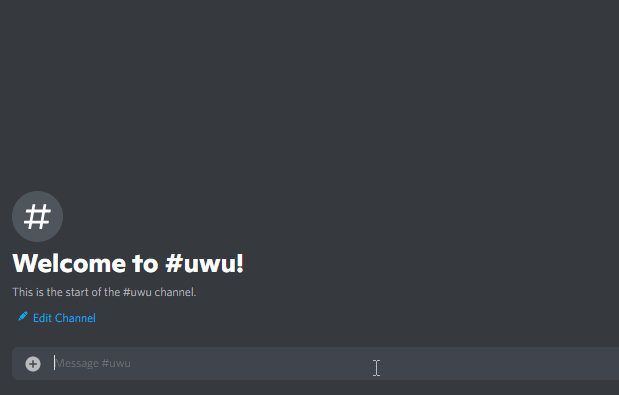 #
Welcome to #uwu!
This is the start of the #uwu channel.
Edit Channel
Message #uwu